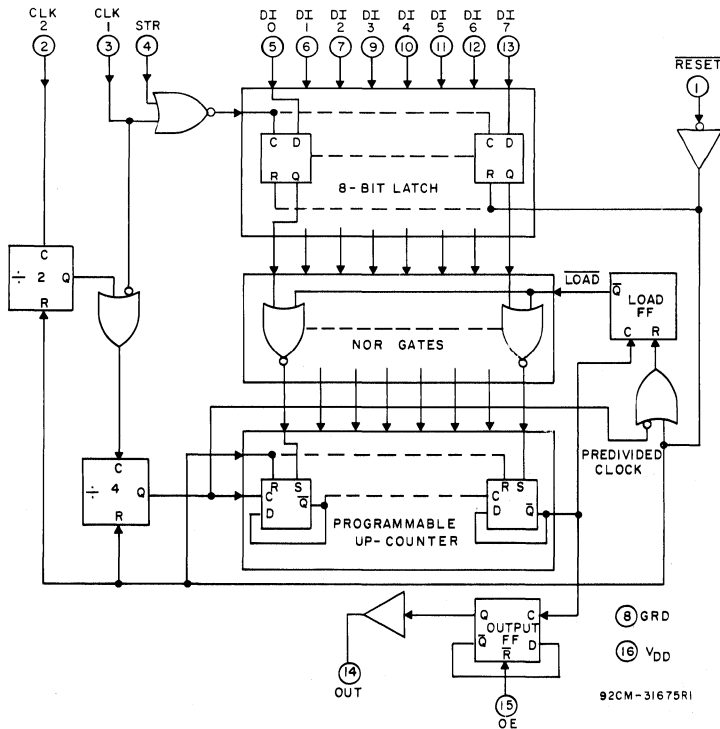 CLK 2
2
CLK 1
3
STR
4
DI 0
5
DI 1
6
DI 2
7
DI 3
9
DI 4
10
DI 5
11
DI 6
12
DI 7
13
RESET
1
C D
R Q
C D
R Q
8-BIT LATCH
C
÷ 2 Q
R
LOAD
Q
LOAD
FF
C R
NOR GATES
PREDIVIDED
CLOCK
C
÷ 4 Q
R
R S
C
D Q
R S
C
D Q
PROGRAMMABLE
UP-COUNTER
Q C
OUTPUT
Q FF D
R
14
OUT
15
OE
8 GRD
16 VDD
92CM-31675R1